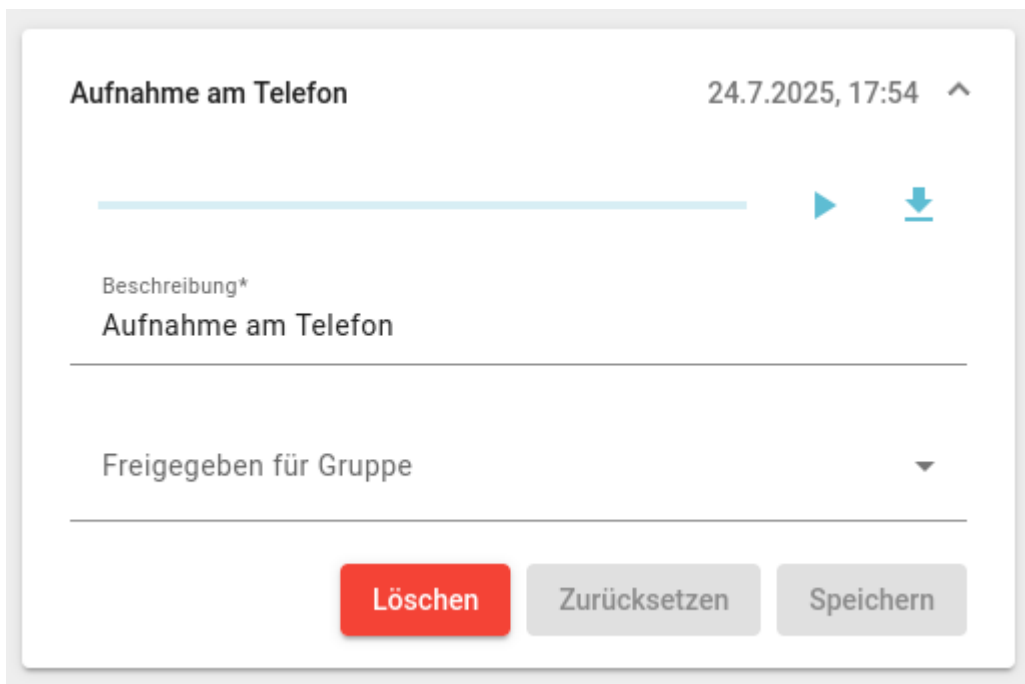 Aufnahme am Telefon 24.7.2025, 17:54
Beschreibung*
Aufnahme am Telefon
Freigegeben für Gruppe
Löschen Zurücksetzen Speichern